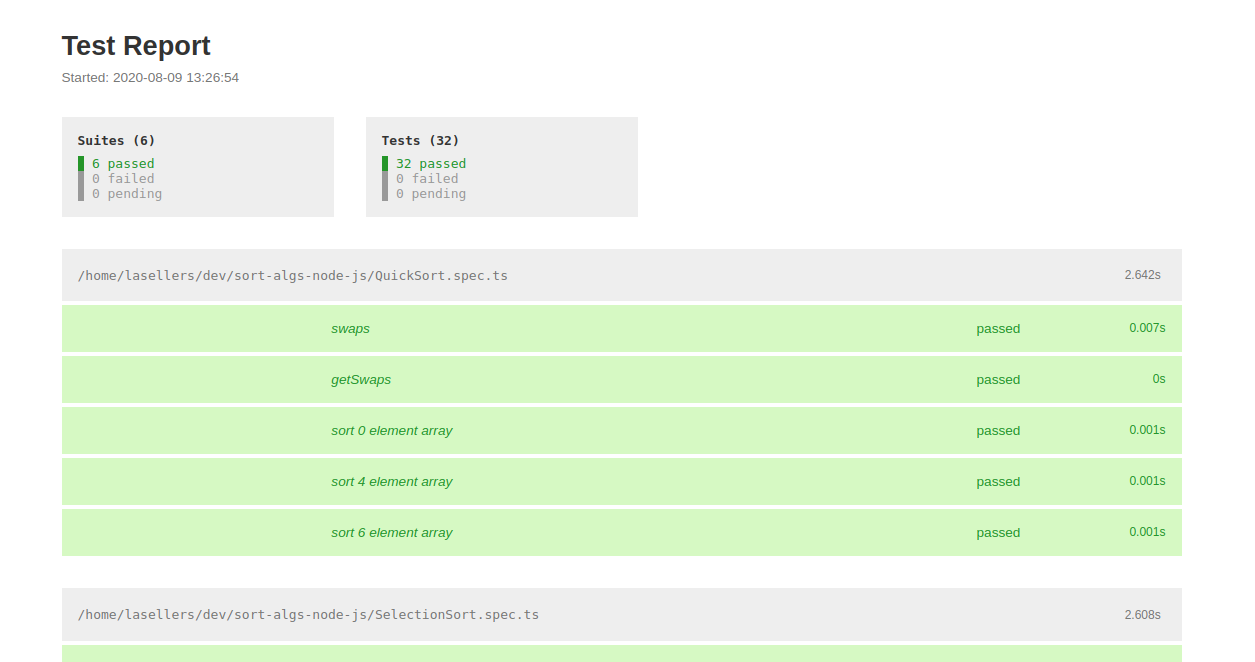 Test Report
Started: 2020-08-09 13:26:54
Suites (6)
6 passed
0 failed
0 pending
Tests (32)
32 passed
0 failed
0 pending
/home/lasellers/dev/sort-algs-node-js/QuickSort.spec.ts 2.642s
swaps passed 0.007s
getSwaps passed 0s
sort 0 element array passed 0.001s
sort 4 element array passed 0.001s
sort 6 element array passed 0.001s
/home/lasellers/dev/sort-algs-node-js/SelectionSort.spec.ts 2.608s